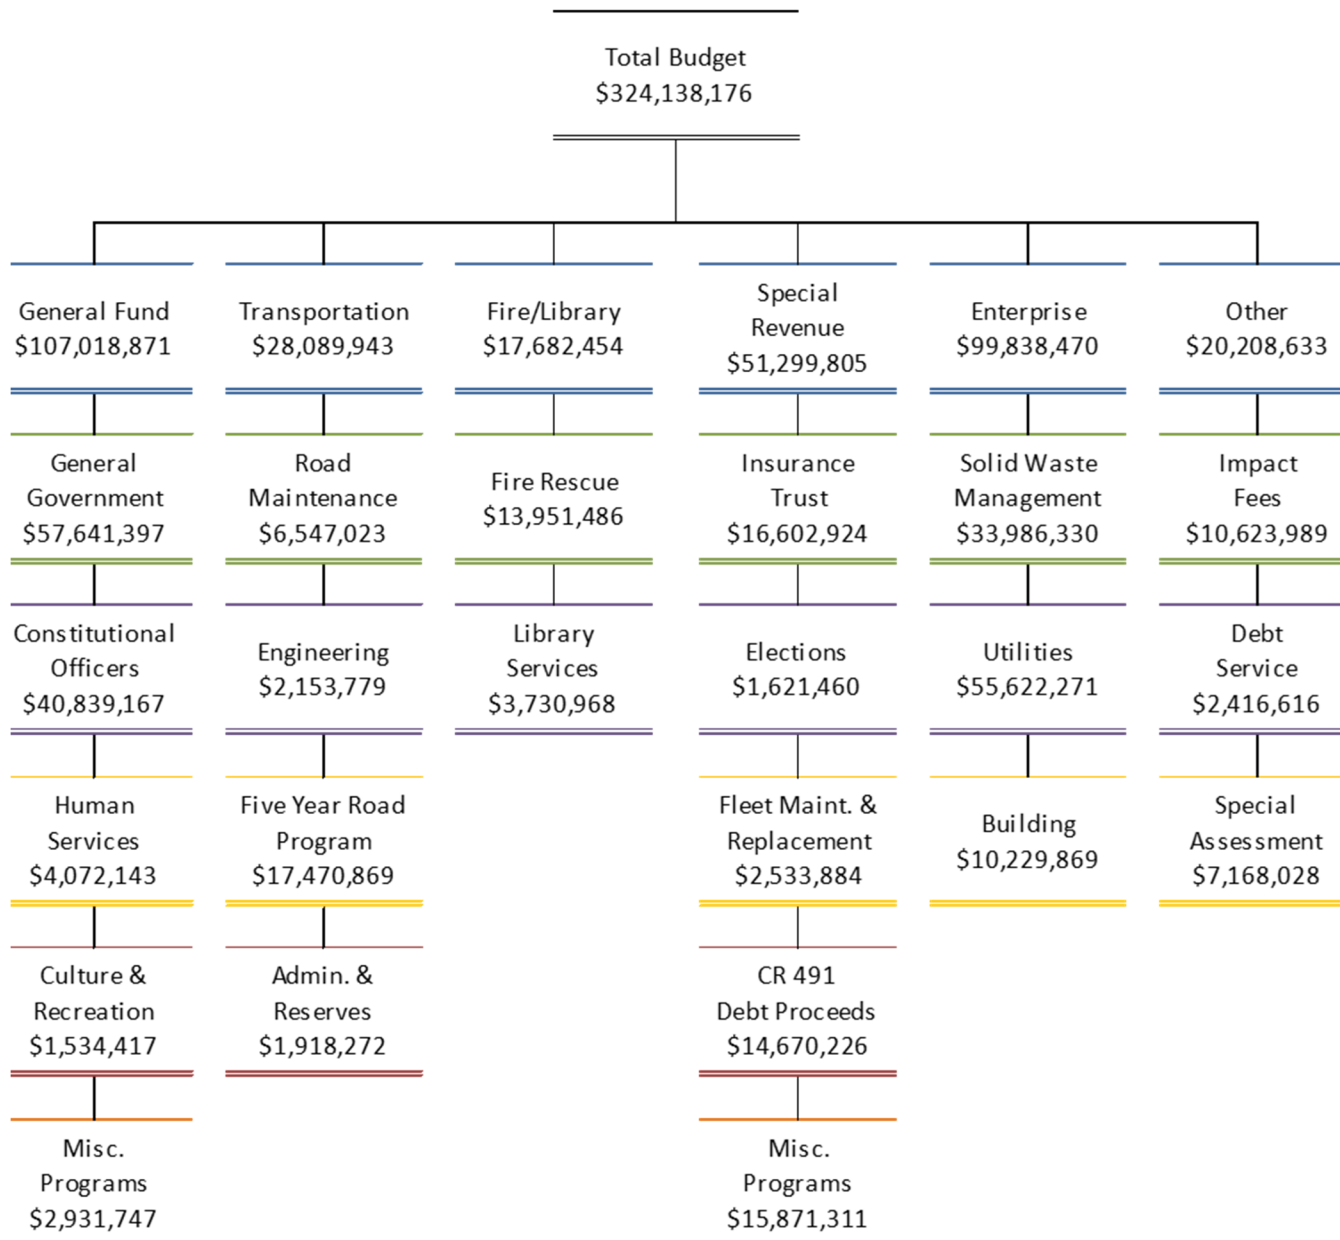 Total Budget
$324,138,176
General Fund
$107,018,871
Transportation
$28,089,943
Fire/Library
$17,682,454
Special
Revenue
$51,299,805
Enterprise
$99,838,470
Other
$20,208,633
General
Government
$57,641,397
Road
Maintenance
$6,547,023
Fire Rescue
$13,951,486
Insurance
Trust
$16,602,924
Solid Waste
Management
$33,986,330
Impact
Fees
$10,623,989
Constitutional
Officers
$40,839,167
Engineering
$2,153,779
Library
Services
$3,730,968
Elections
$1,621,460
Utilities
$55,622,271
Debt
Service
$2,416,616
Human
Services
$4,072,143
Five Year Road
Program
$17,470,869
Fleet Maint. &
Replacement
$2,533,884
Building
$10,229,869
Special
Assessment
$7,168,028
Culture &
Recreation
$1,534,417
Admin. &
Reserves
$1,918,272
CR 491
Debt Proceeds
$14,670,226
Misc.
Programs
$2,931,747
Misc.
Programs
$15,871,311